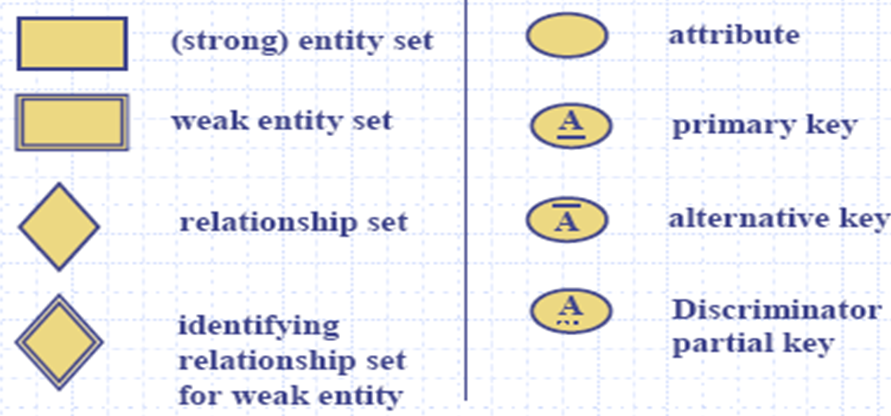 (strong) entity set
weak entity set
relationship set
identifying
relationship set
for weak entity
attribute
A
primary key
A
alternative key
A
Discriminator
partial key